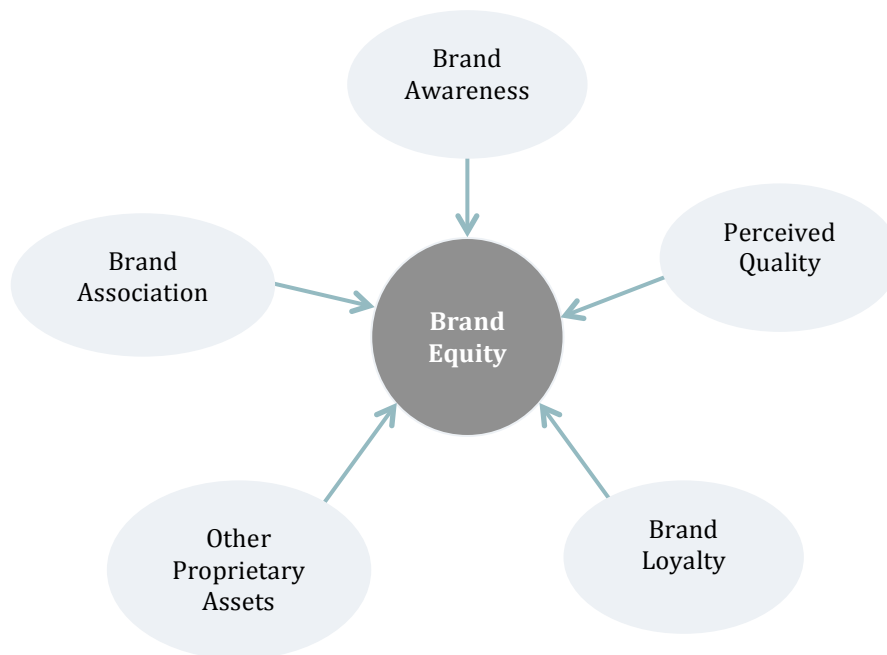 Brand
Awareness
Perceived
Quality
Brand
Association
Brand
Equity
Other
Proprietary
Assets
Brand
Loyalty